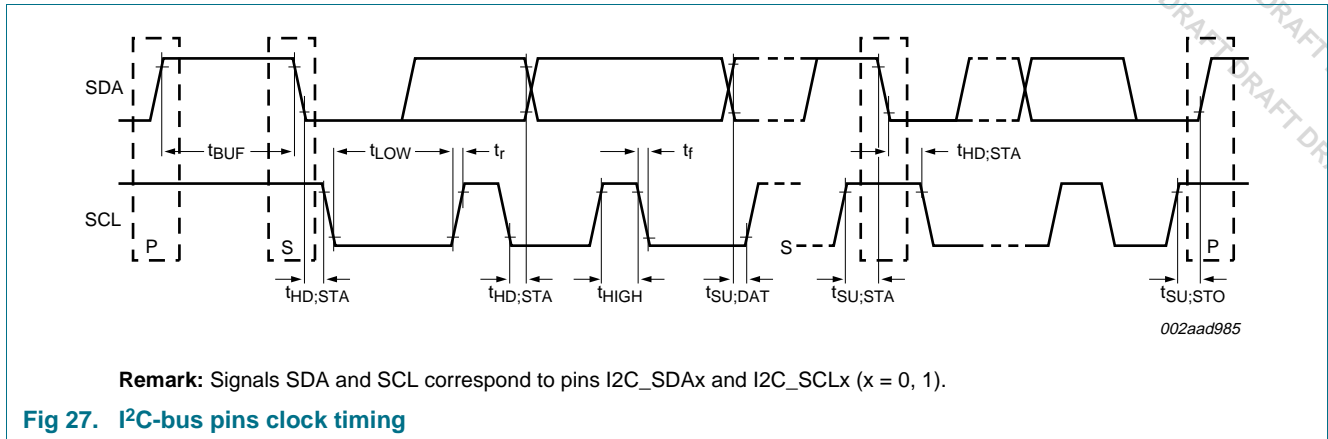 DRAFT DRAFT
DRAFT DRAFT DR
SDA
tBUF
tLOW
tr
tf
tHD;STA
SCL
P
S
S
P
tHD;STA
tHD;STA
tHIGH
tSU;DAT
tSU;STA
tSU;STO
002aad985
Remark: Signals SDA and SCL correspond to pins I2C_SDAx and I2C_SCLx (x = 0, 1).
Fig 27. I²C-bus pins clock timing